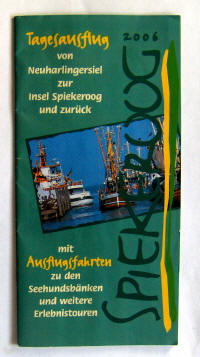 Tagesausflug
von
Neuharlingersiel
zur
Insel Spiekeroog
und zurück
2006
SPIEKEROOG
mit
Ausflugsfahrten
zu den
Seehundsbänken
und weitere
Erlebnistouren